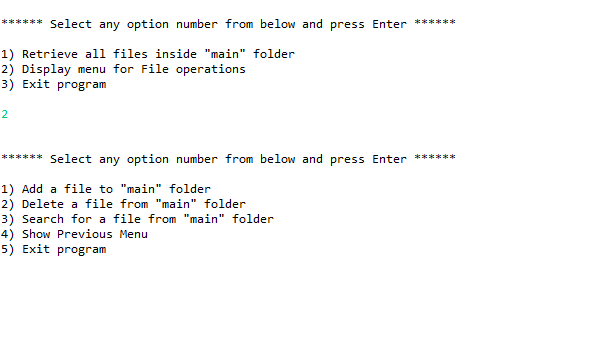 ****** Select any option number from below and press Enter ******
1) Retrieve all files inside "main" folder
2) Display menu for File operations
3) Exit program
2
****** Select any option number from below and press Enter ******
1) Add a file to "main" folder
2) Delete a file from "main" folder
3) Search for a file from "main" folder
4) Show Previous Menu
5) Exit program